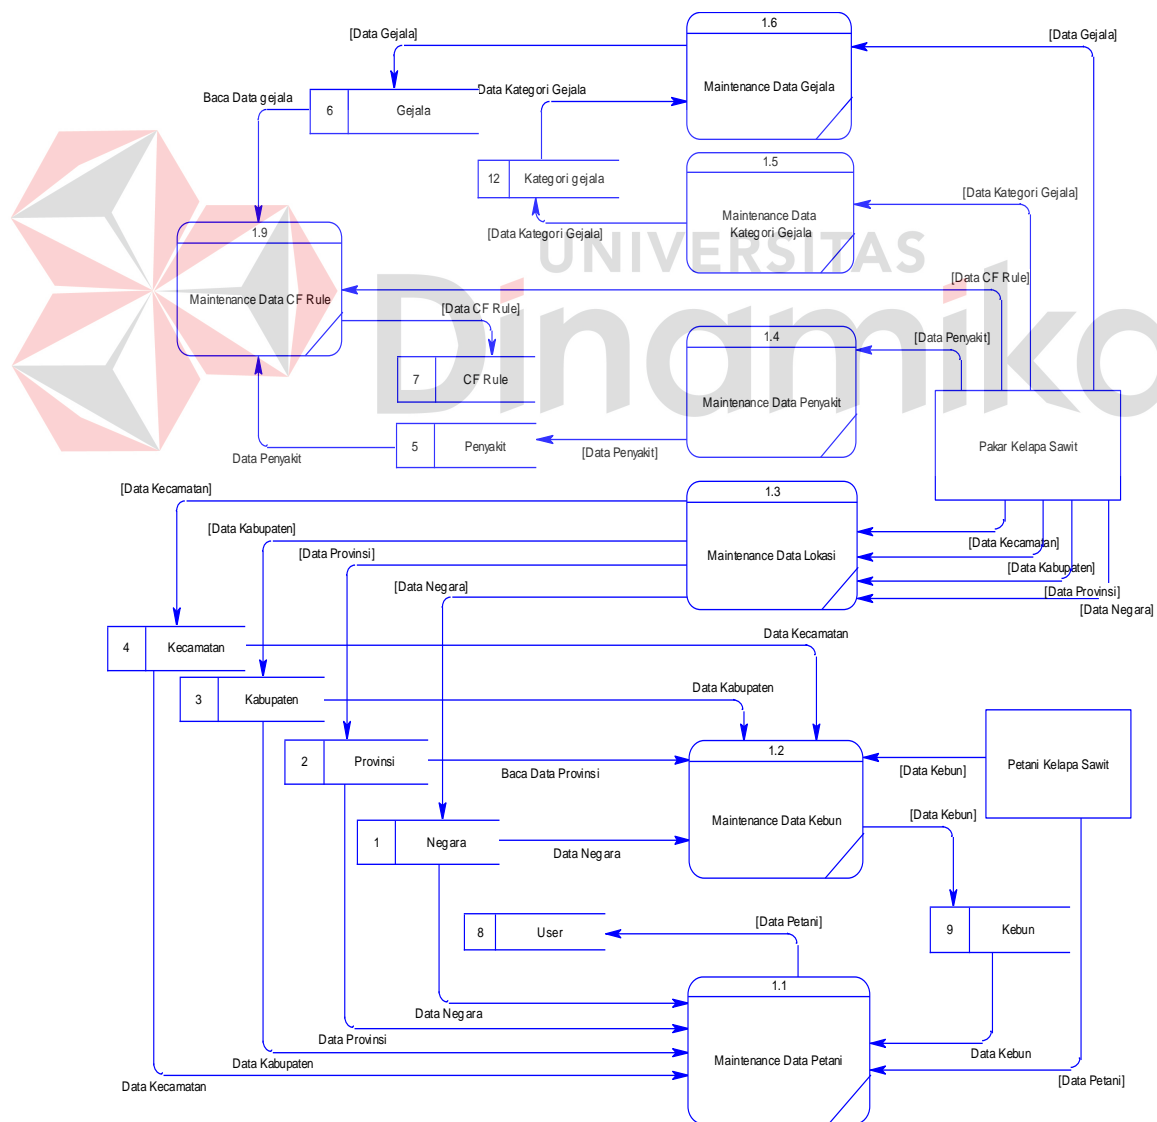 1.6
[Data Gejala]
[Data Gejala]
Maintenance Data Gejala
Data Kategori Gejala
Baca Data gejala
6
Gejala
1.5
12
Kategori gejala
[Data Kategori Gejala]
Maintenance Data
Kategori Gejala
[Data Kategori Gejala]
1.9
UNIVERSITAS
Dinamika
Maintenance Data CF Rule
[Data CF Rule]
[Data CF Rule]
1.4
[Data Penyakit]
7
CF Rule
Maintenance Data Penyakit
5
Penyakit
[Data Penyakit]
Data Penyakit
Pakar Kelapa Sawit
1.3
[Data Kecamatan]
[Data Kabupaten]
[Data Provinsi]
[Data Negara]
Maintenance Data Lokasi
[Data Kecamatan]
[Data Kabupaten]
[Data Provinsi]
[Data Negara]
4
Kecamatan
Data Kecamatan
3
Kabupaten
Data Kabupaten
2
Provinsi
Baca Data Provinsi
1.2
Maintenance Data Kebun
[Data Kebun]
Petani Kelapa Sawit
1
Negara
Data Negara
[Data Kebun]
8
User
[Data Petani]
9
Kebun
1.1
Maintenance Data Petani
Data Negara
Data Provinsi
Data Kabupaten
Data Kecamatan
Data Kebun
[Data Petani]